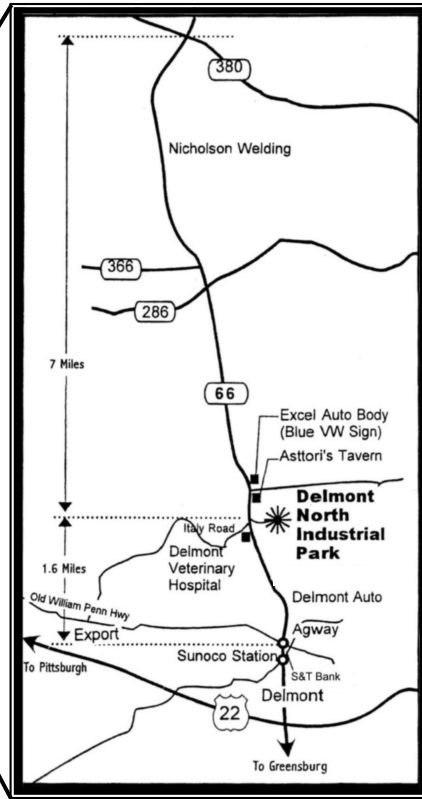 380
Nicholson Welding
366
286
7 Miles
66
Excel Auto Body
(Blue VW Sign)
Asttori's Tavern
Delmont
North
Industrial
Park
Italy Road
Delmont
Veterinary
Hospital
1.6 Miles
Delmont Auto
Old William Penn Hwy
Export
Agway
Sunoco Station
To Pittsburgh
S&T Bank
Delmont
22
To Greensburg